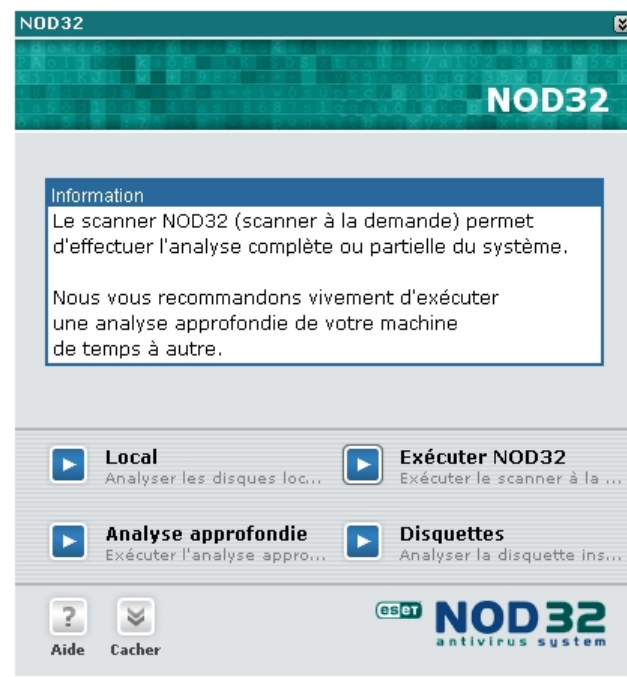 NOD32
NOD32
Information
Le scanner NOD32 (scanner à la demande) permet
d'effectuer l'analyse complète ou partielle du système.
Nous vous recommandons vivement d'exécuter
une analyse approfondie de votre machine
de temps à autre.
Local
Analyser les disques loc...
Exécuter NOD32
Exécuter le scanner à la ...
Analyse approfondie
Exécuter l'analyse appro...
Disquettes
Analyser la disquette ins...
Aide
Cacher
eset NOD32
antivirus system